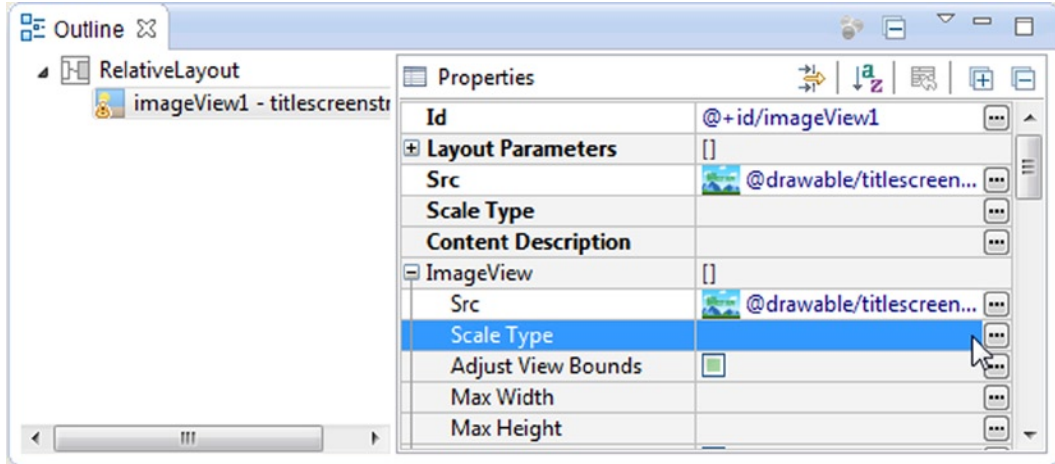 Outline
RelativeLayout
imageView1 - titlescreenstr
Properties
Id @+id/imageView1
Layout Parameters []
Src @drawable/titlescreen...
Scale Type
Content Description
ImageView []
Src @drawable/titlescreen...
Scale Type
Adjust View Bounds
Max Width
Max Height